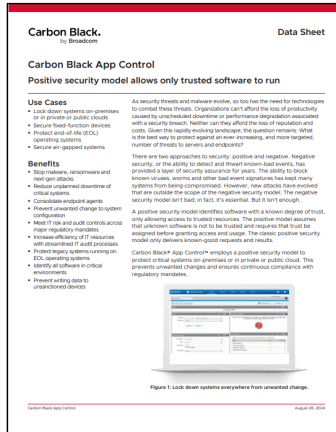 Carbon Black.
by Broadcom
Data Sheet
Carbon Black App Control
Positive security model allows only trusted software to run
Use Cases
• Lock down systems on-premises
or in private or public clouds
• Secure fixed-function devices
• Protect end-of-life (EOL)
operating systems
• Secure air-gapped systems
Benefits
• Stop malware, ransomware and
next-gen attacks
• Reduce unplanned downtime of
critical systems
• Consolidate endpoint agents
• Prevent unwanted change to system
configuration
• Meet IT risk and audit controls across
major regulatory mandates
• Increase efficiency of IT resources
with streamlined IT audit processes
• Protect legacy systems running on
EOL operating systems
• Identify all software in critical
environments
• Prevent writing data to
unsanctioned devices
As security threats and malware evolve, so too has the need for technologies
to combat these threats. Organizations can't afford the loss of productivity
caused by unscheduled downtime or performance degradation associated
with a security breach. Neither can they afford the loss of reputation and
costs. Given this rapidly evolving landscape, the question remains: What
is the best way to protect against an ever-increasing, and more targeted,
number of threats to servers and endpoints?
There are two approaches to security: positive and negative. Negative
security, or the ability to detect and thwart known-bad events, has
provided a layer of security assurance for years. The ability to block
known viruses, worms and other bad event signatures has kept many
systems from being compromised. However, new attacks have evolved
that are outside the scope of the negative security model. The negative
security model isn't bad; in fact, it's essential. But it isn't enough.
A positive security model identifies software with a known degree of trust,
only allowing access to trusted resources. The positive model assumes
that unknown software is not to be trusted and requires that trust be
assigned before granting access and usage. The classic positive security
model only delivers known-good requests and results.
Carbon Black® App Control™ employs a positive security model to
protect critical systems on-premises or in private or public cloud. This
prevents unwanted changes and ensures continuous compliance with
regulatory mandates.
Figure 1: Lock down systems everywhere from unwanted change.
Carbon Black App Control
August 28, 2024